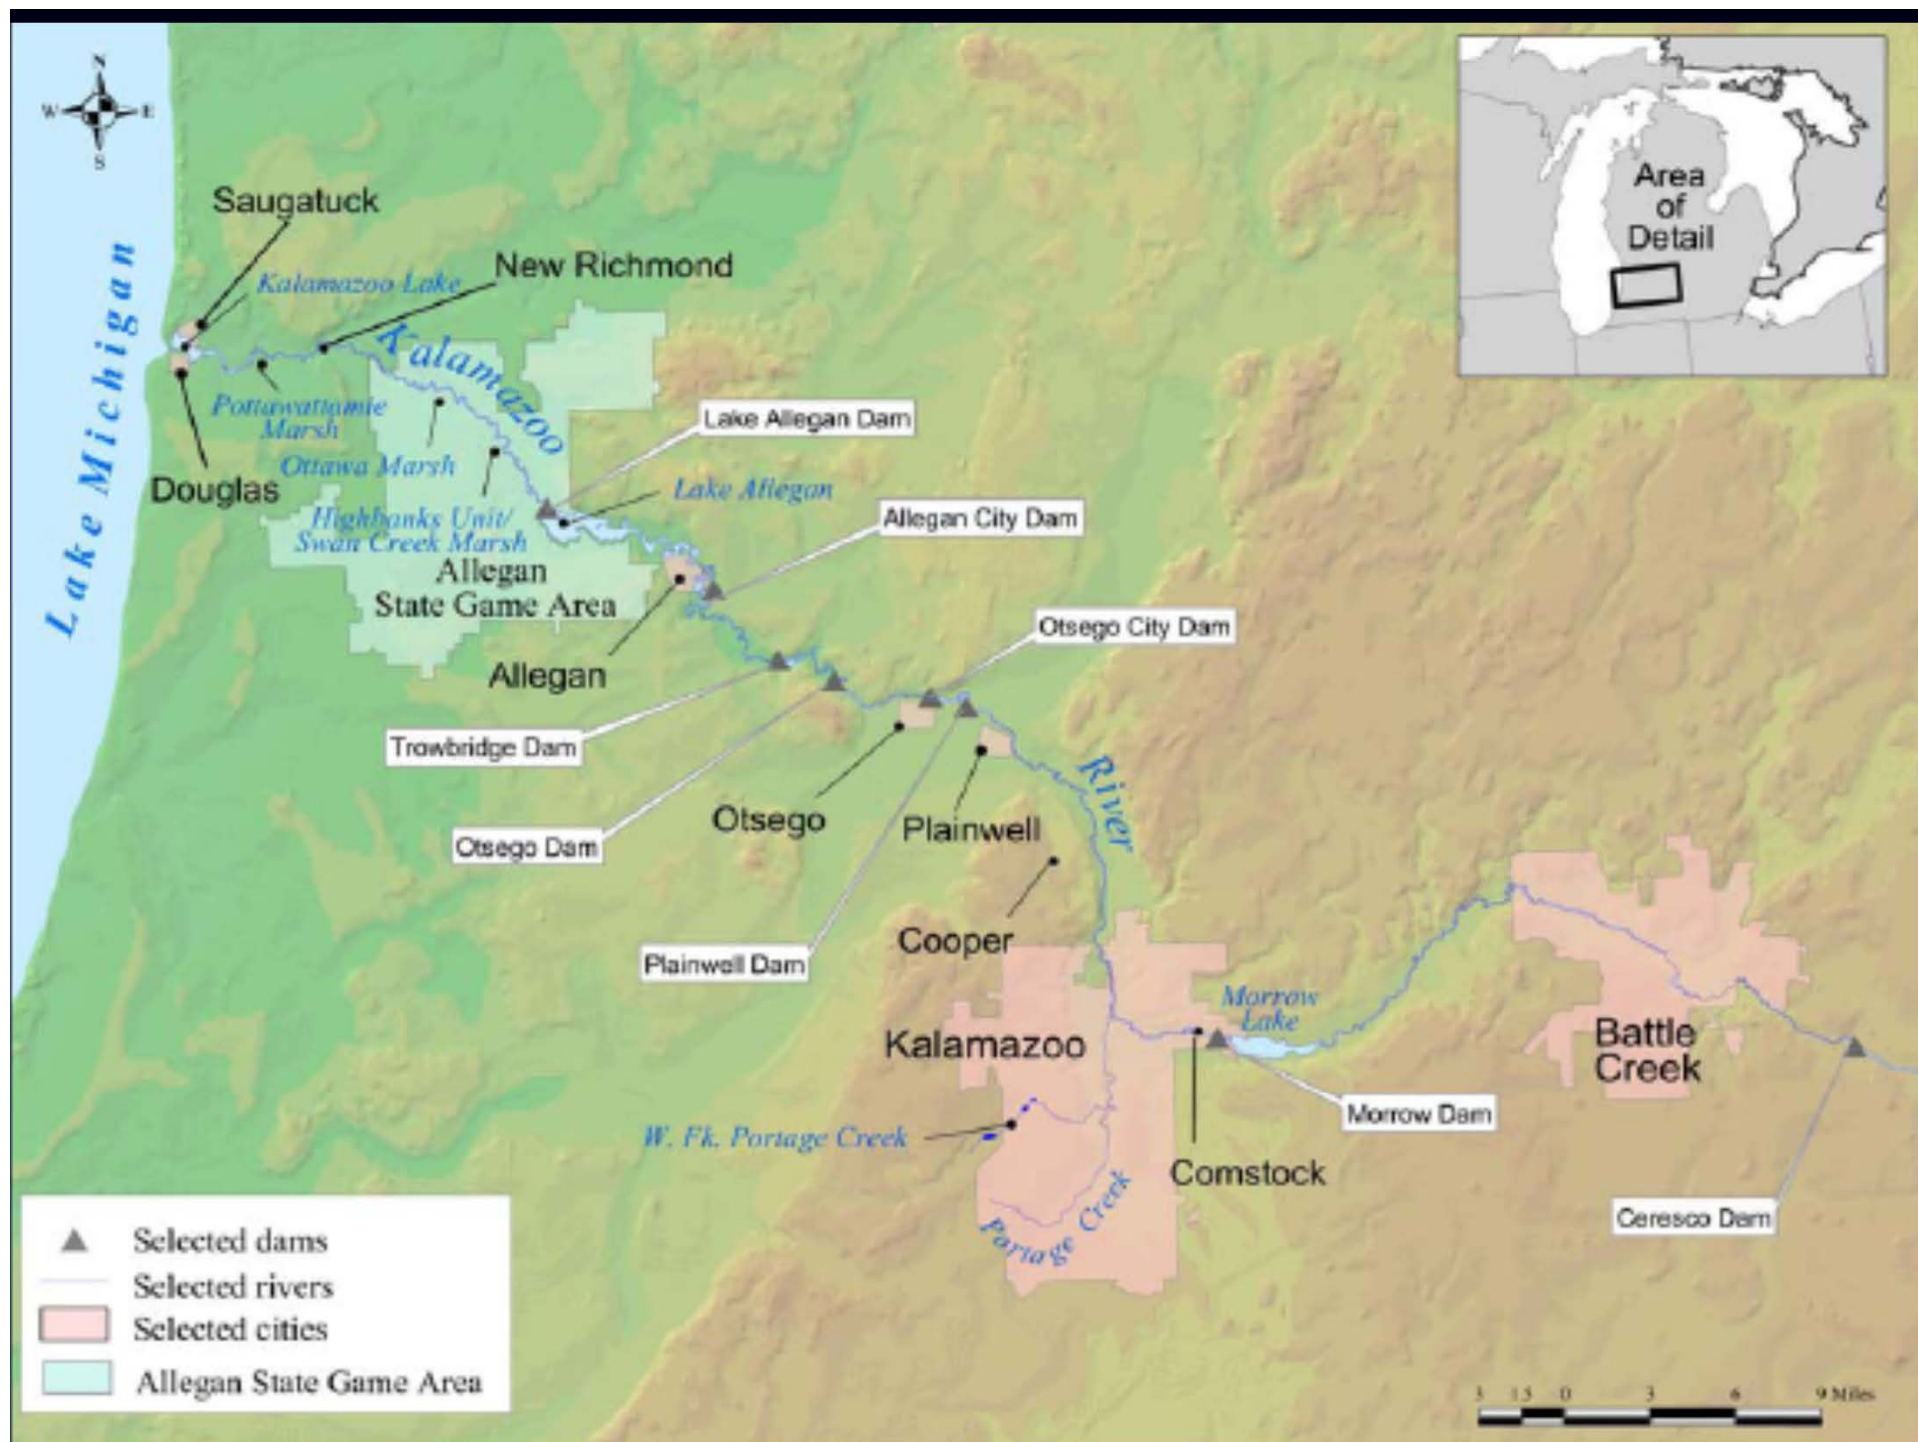 N
W E
S
Saugatuck
Kalamazoo Lake
New Richmond
Area
of
Detail
Lake Michigan
Kalamazoo
Pottawattamie
Marsh
Ottawa Marsh
Lake Allegan Dam
Douglas
Lake Allegan
Highbanks Unit/
Swan Creek Marsh
Allegan City Dam
Allegan
State Game Area
Otsego City Dam
Allegan
Trowbridge Dam
River
Otsego Dam
Otsego
Plainwell
Cooper
Plainwell Dam
Morrow
Lake
Kalamazoo
Battle
Creek
Morrow Dam
W. Fk. Portage Creek
Comstock
Portage Creek
Ceresco Dam
Selected dams
Selected rivers
Selected cities
Allegan State Game Area
3 1.5 0 3 6 9 Miles